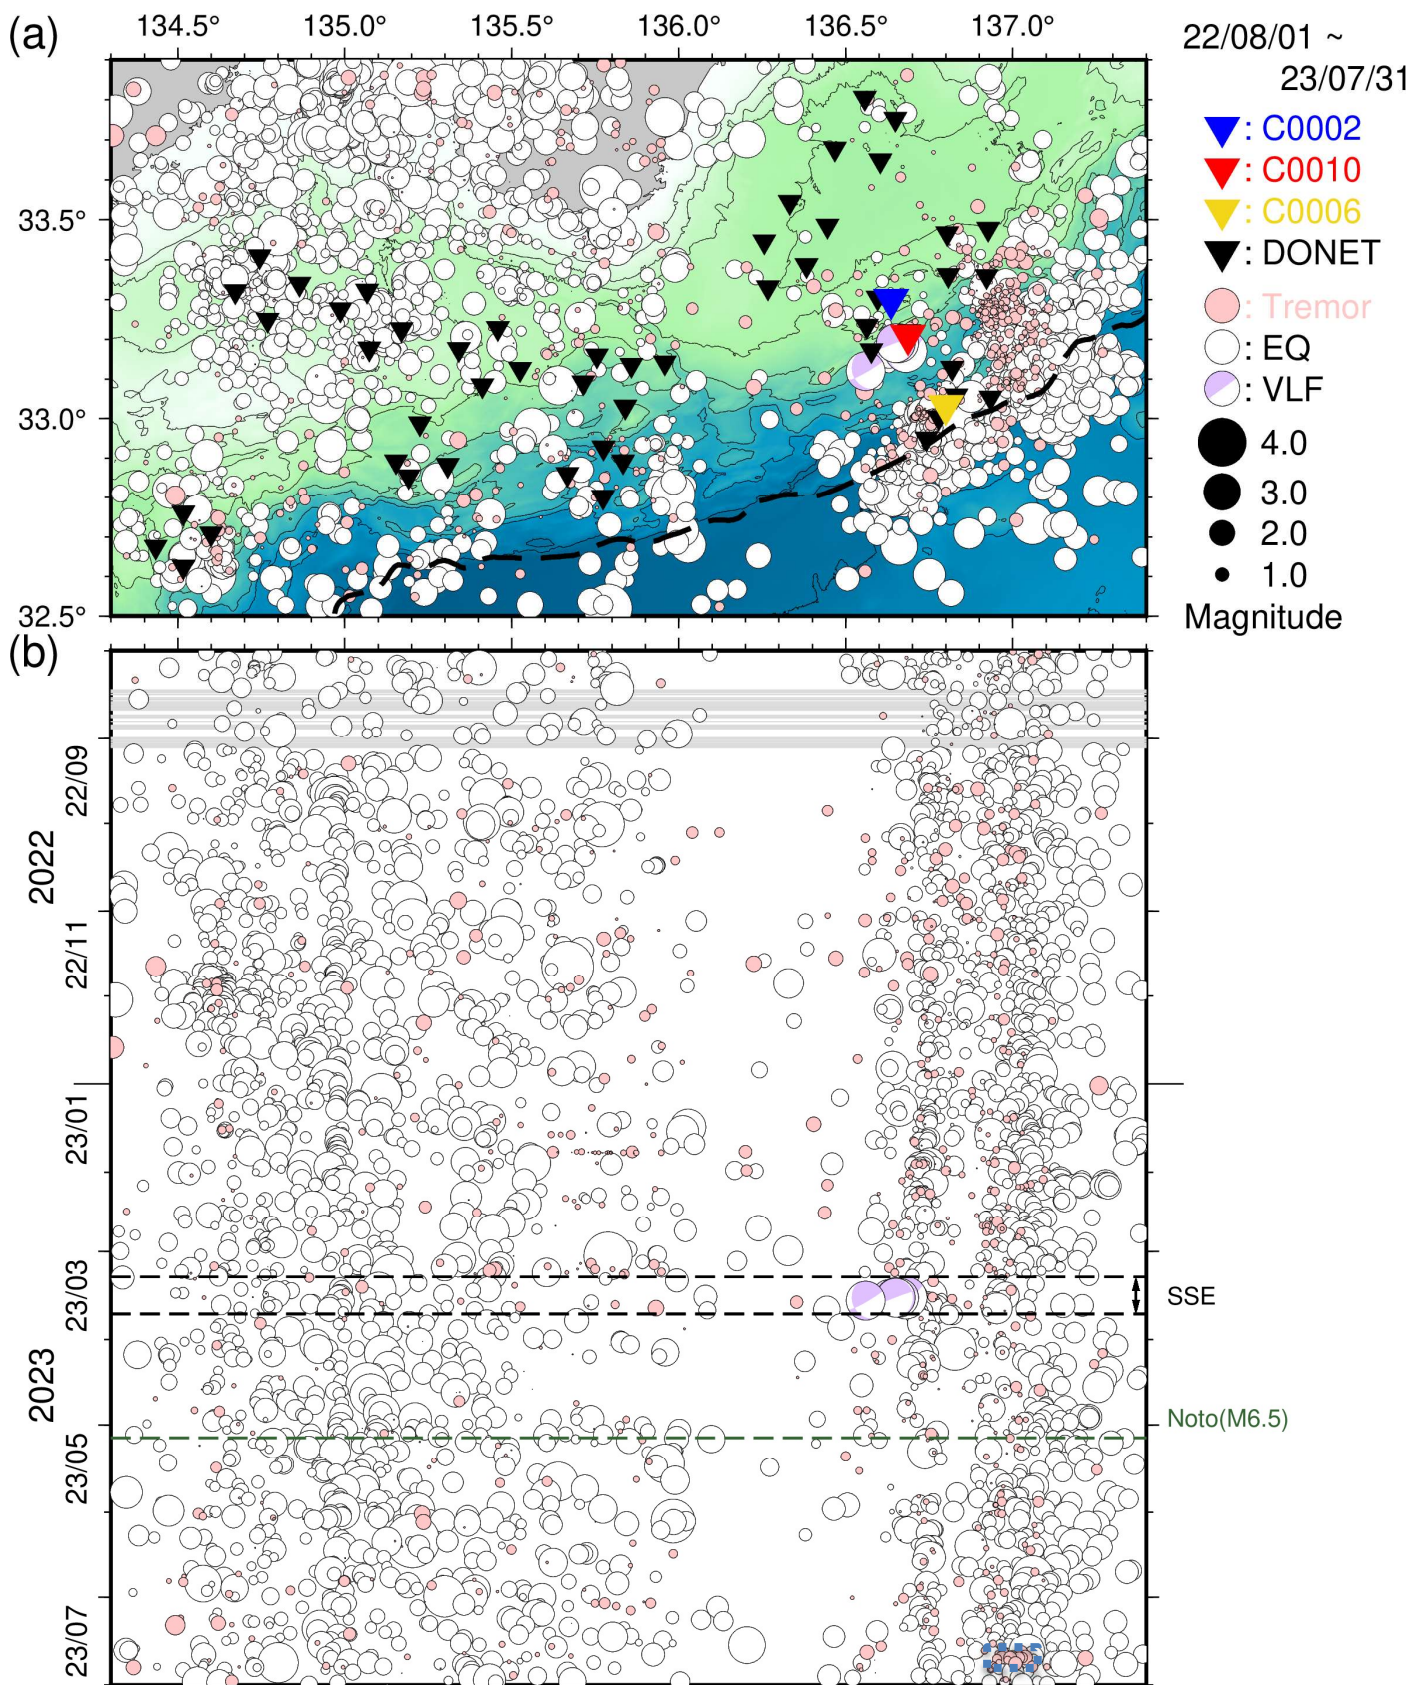 (a)
134.5° 135.0° 135.5° 136.0° 136.5° 137.0°
22/08/01 ~
23/07/31
: C0002
: C0010
: C0006
: DONET
: Tremor
: EQ
: VLF
4.0
3.0
2.0
1.0
Magnitude
33.5°
33.0°
32.5°
(b)
22/09
2022
22/11
23/01
23/03
2023
23/05
23/07
SSE
Noto(M6.5)